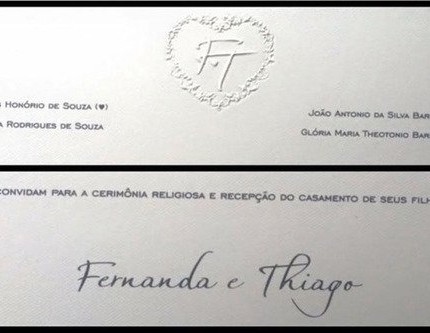 FT
Honório de Souza (♥)
Rodrigues de Souza
João Antonio da Silva
Glória Maria Theotonio
convidam para a cerimônia religiosa e recepção do casamento de seus
Fernanda e Thiago